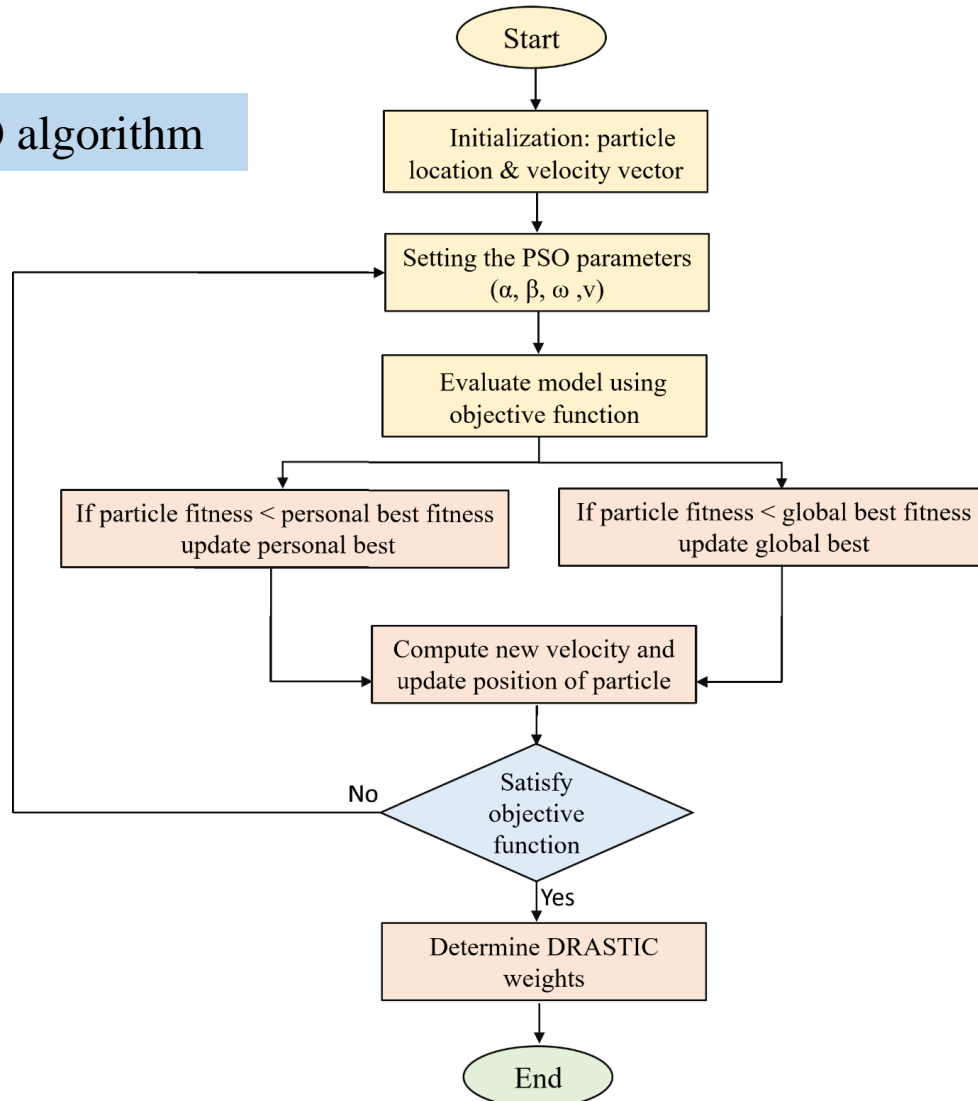 Start
algorithm
Initialization: particle
location & velocity vector
Setting the PSO parameters
(α, β, ω ,v)
Evaluate model using
objective function
If particle fitness < personal best fitness
update personal best
If particle fitness < global best fitness
update global best
Compute new velocity and
update position of particle
Satisfy
objective
function
No
Yes
Determine DRASTIC
weights
End